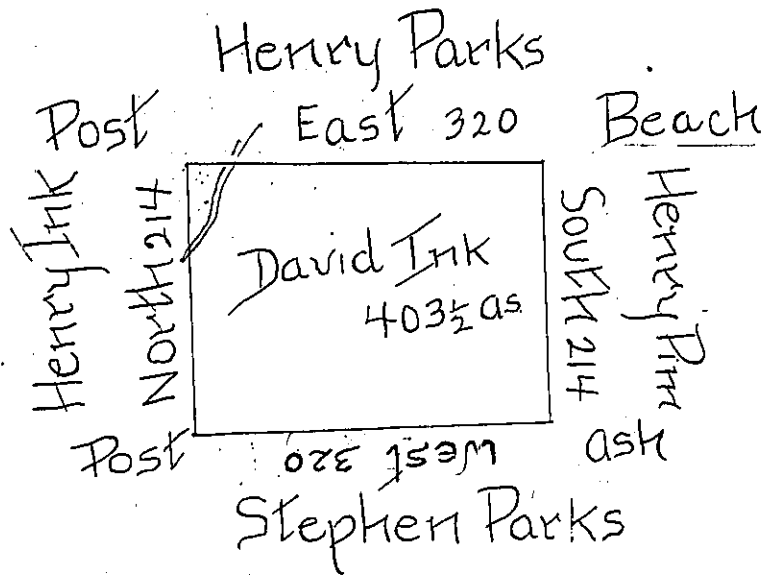 Henry Parks
Post East 320 Beach
Henry Ink
North 214
David Ink
403½ as
South 214
Henry Pim
Post West 320 ash
Stephen Parks